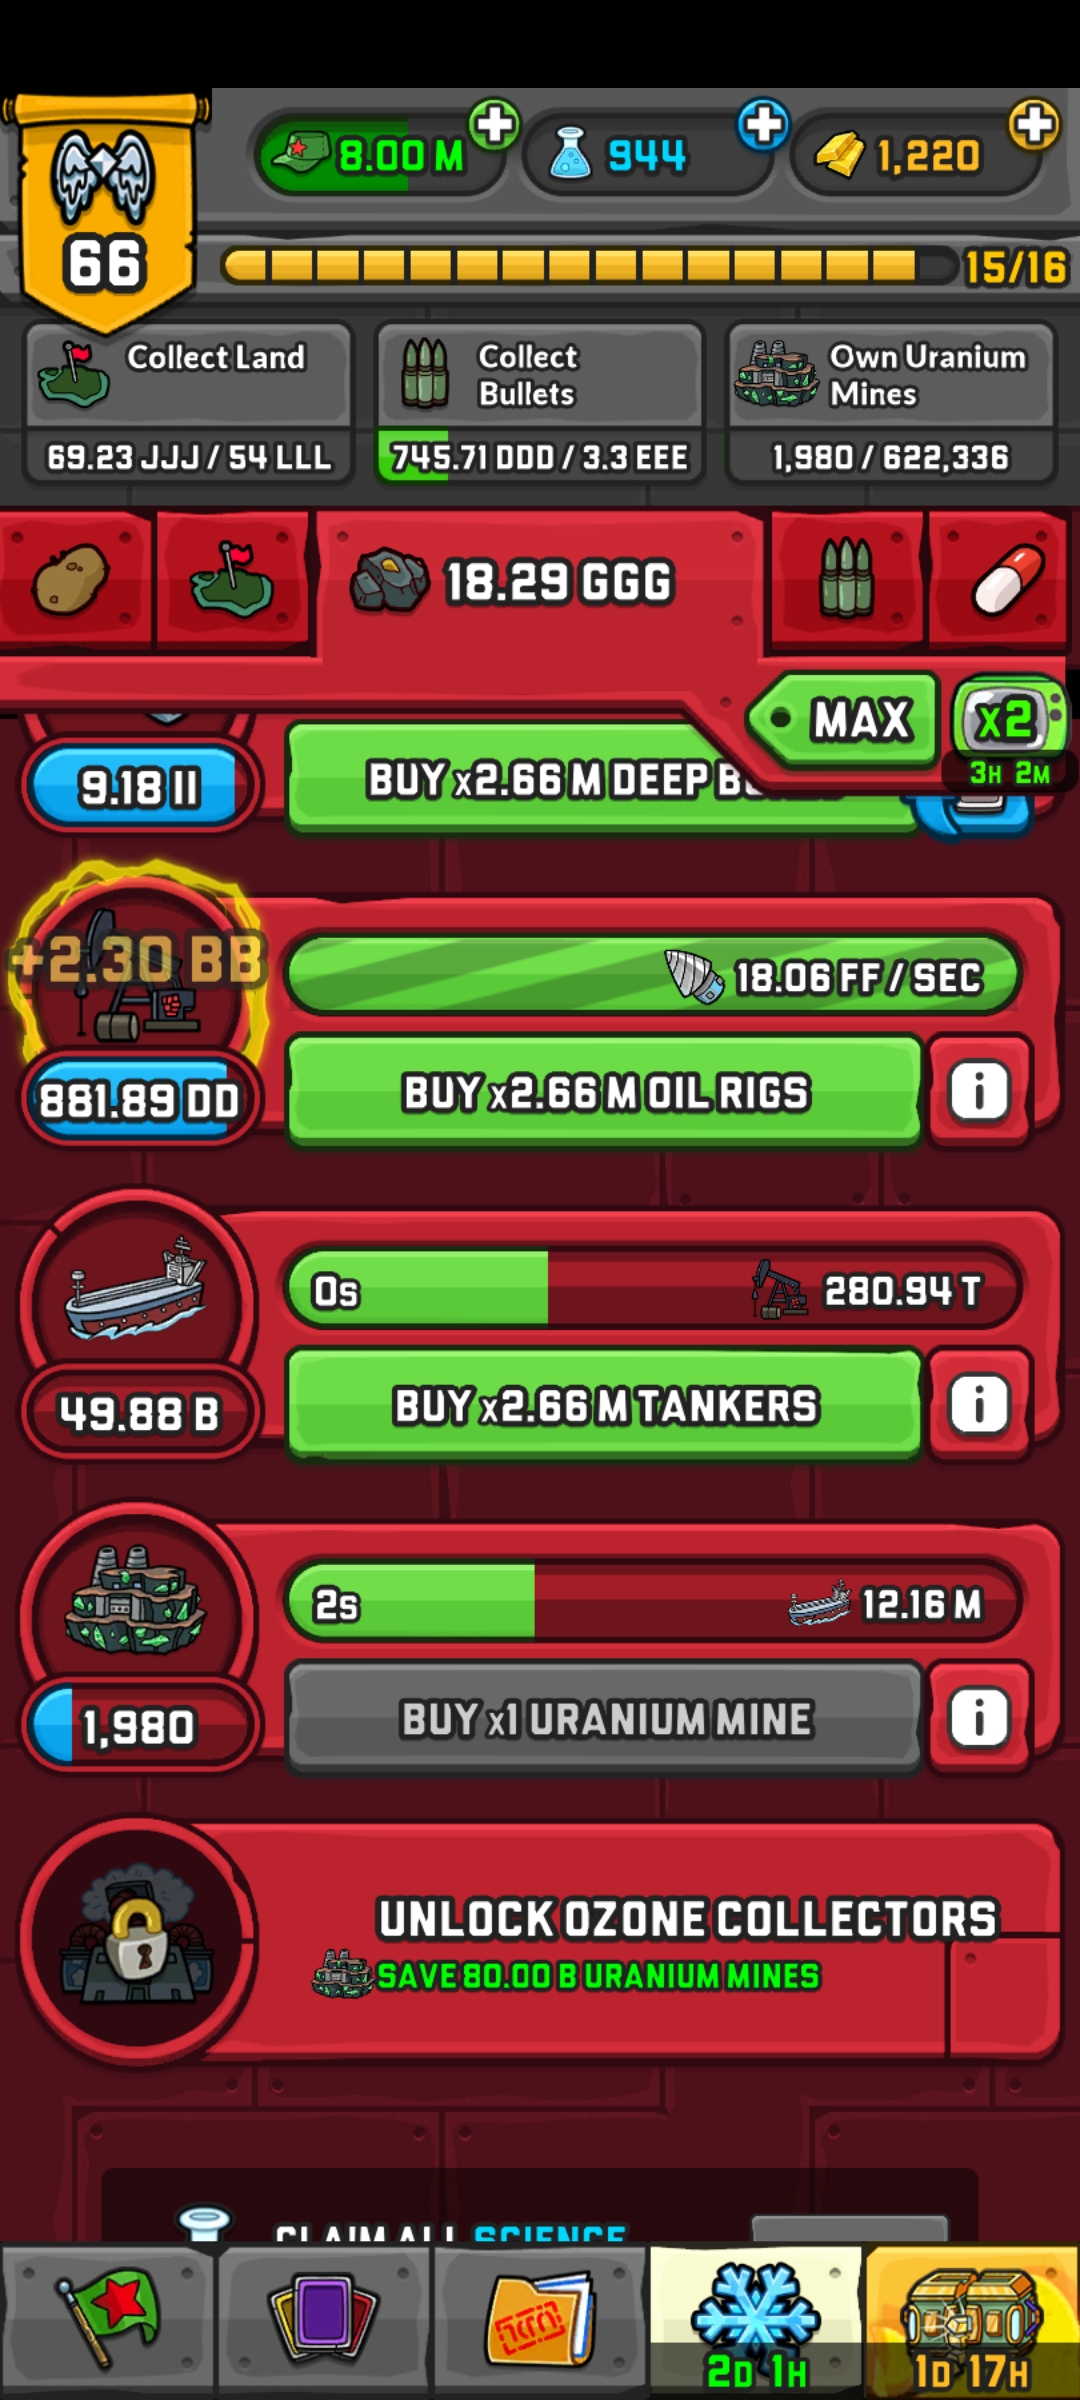 8.00 M
944
1,220
66
15/16
Collect Land
69.23 JJJ / 54 LLL
Collect
Bullets
745.71 DDD / 3.3 EEE
Own Uranium
Mines
1,980 / 622,336
18.29 GGG
MAX
x2
3H 2M
9.18 II
BUY x2.66 M DEEP
+2.30 BB
18.06 FF / SEC
881.89 DD
BUY x2.66 M OIL RIGS
i
0s
280.94 T
49.88 B
BUY x2.66 M TANKERS
i
2s
12.16 M
1,980
BUY x1 URANIUM MINE
i
UNLOCK OZONE COLLECTORS
SAVE 80.00 B URANIUM MINES
CLAIM ALL SCIENCE
2D 1H
1D 17H